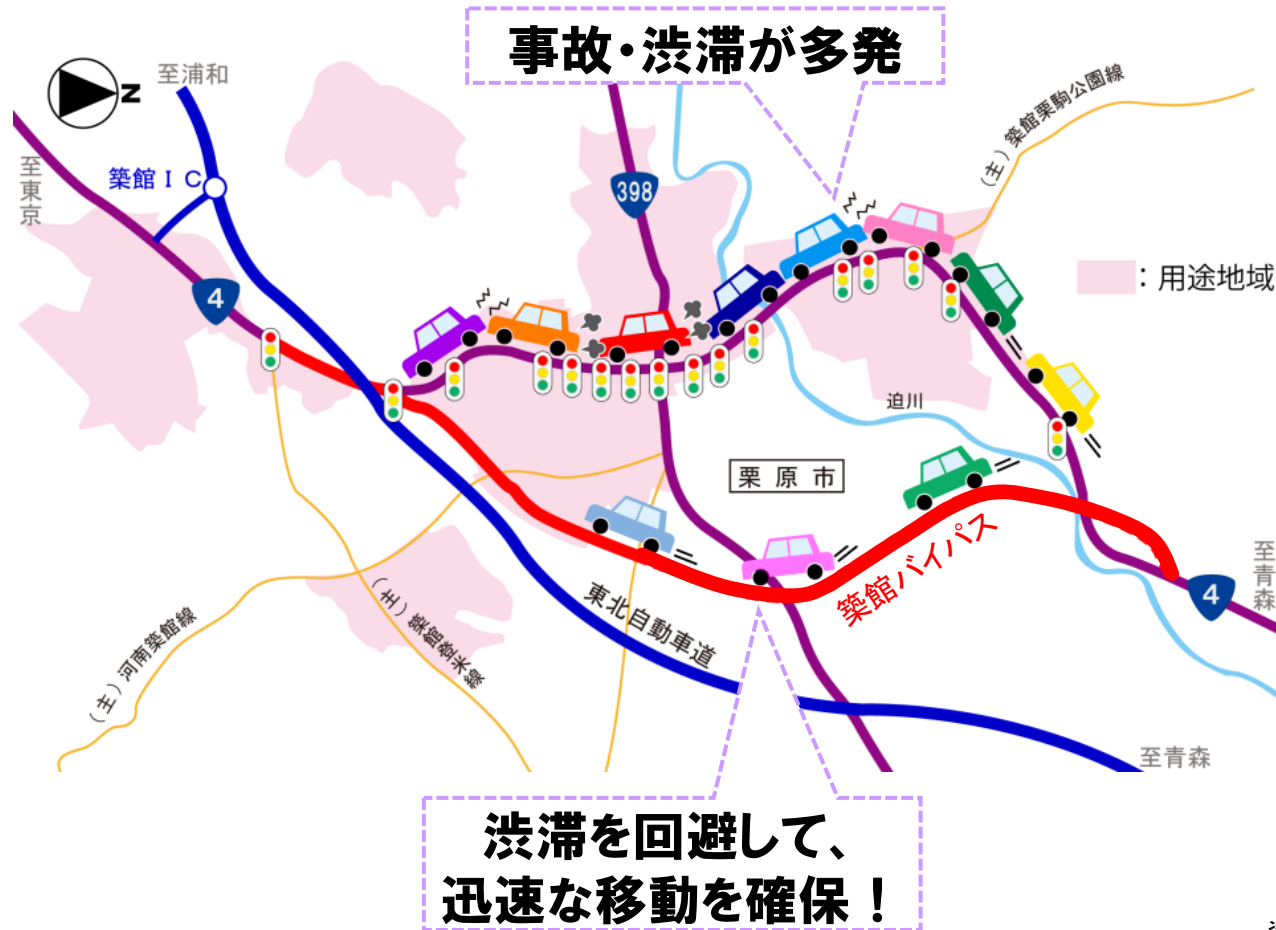 事故・渋滞が多発
N
至浦和
至東京
築館IC
398
(主)築館栗駒公園線
:用途地域
4
迫川
栗原市
築館バイパス
至青森
4
東北自動車道
(主)河南築館線
(主)築館登米線
至青森
渋滞を回避して、
迅速な移動を確保!